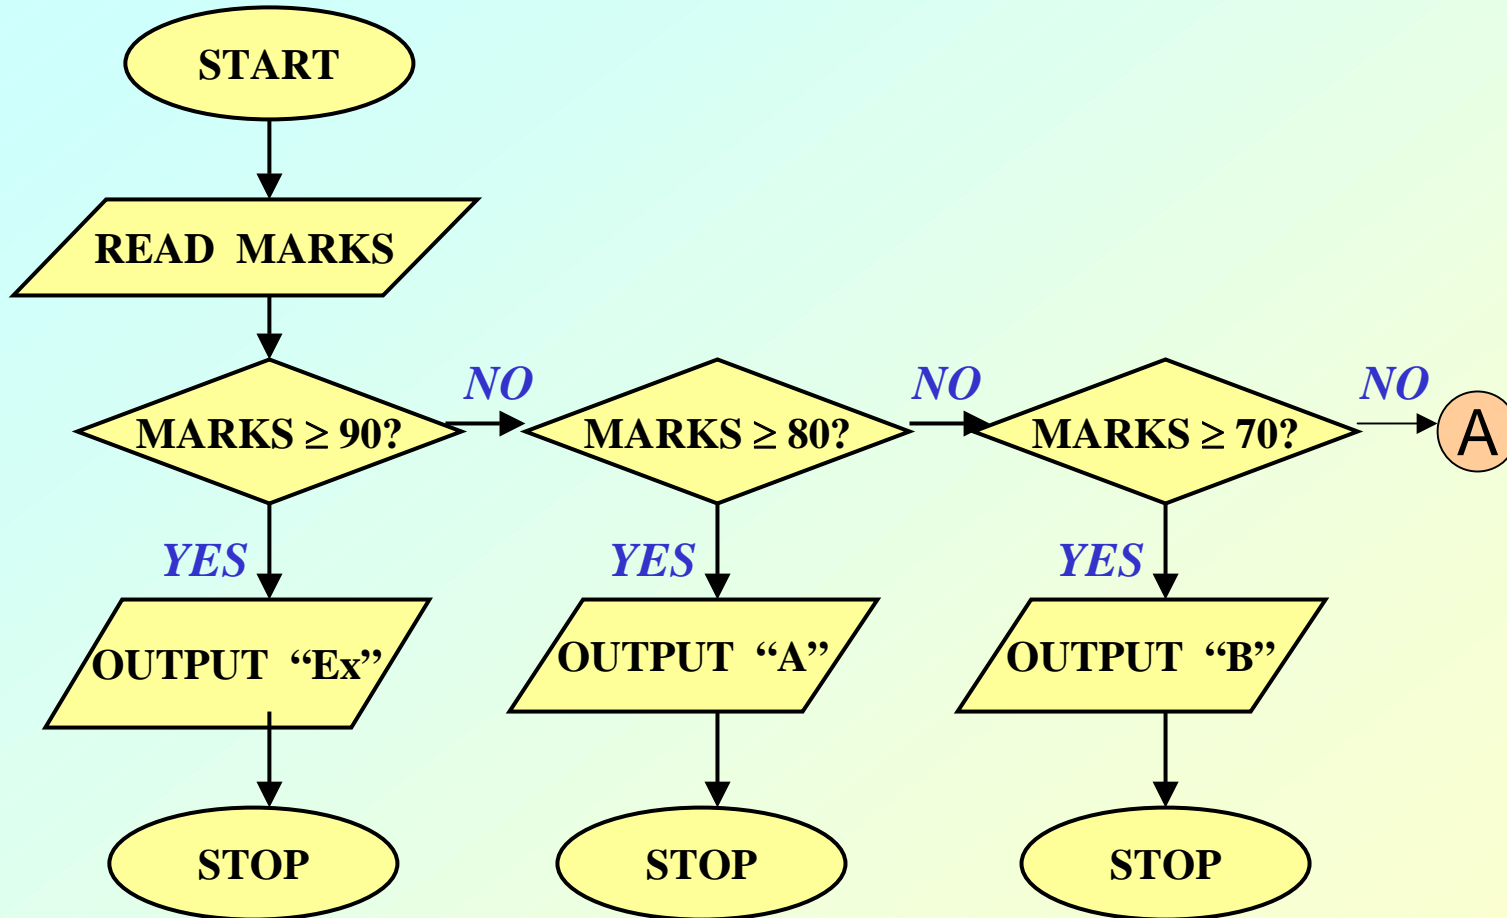 START
READ MARKS
MARKS ≥ 90?
NO
MARKS ≥ 80?
NO
MARKS ≥ 70?
NO
A
YES
YES
YES
OUTPUT “Ex”
OUTPUT “A”
OUTPUT “B”
STOP
STOP
STOP